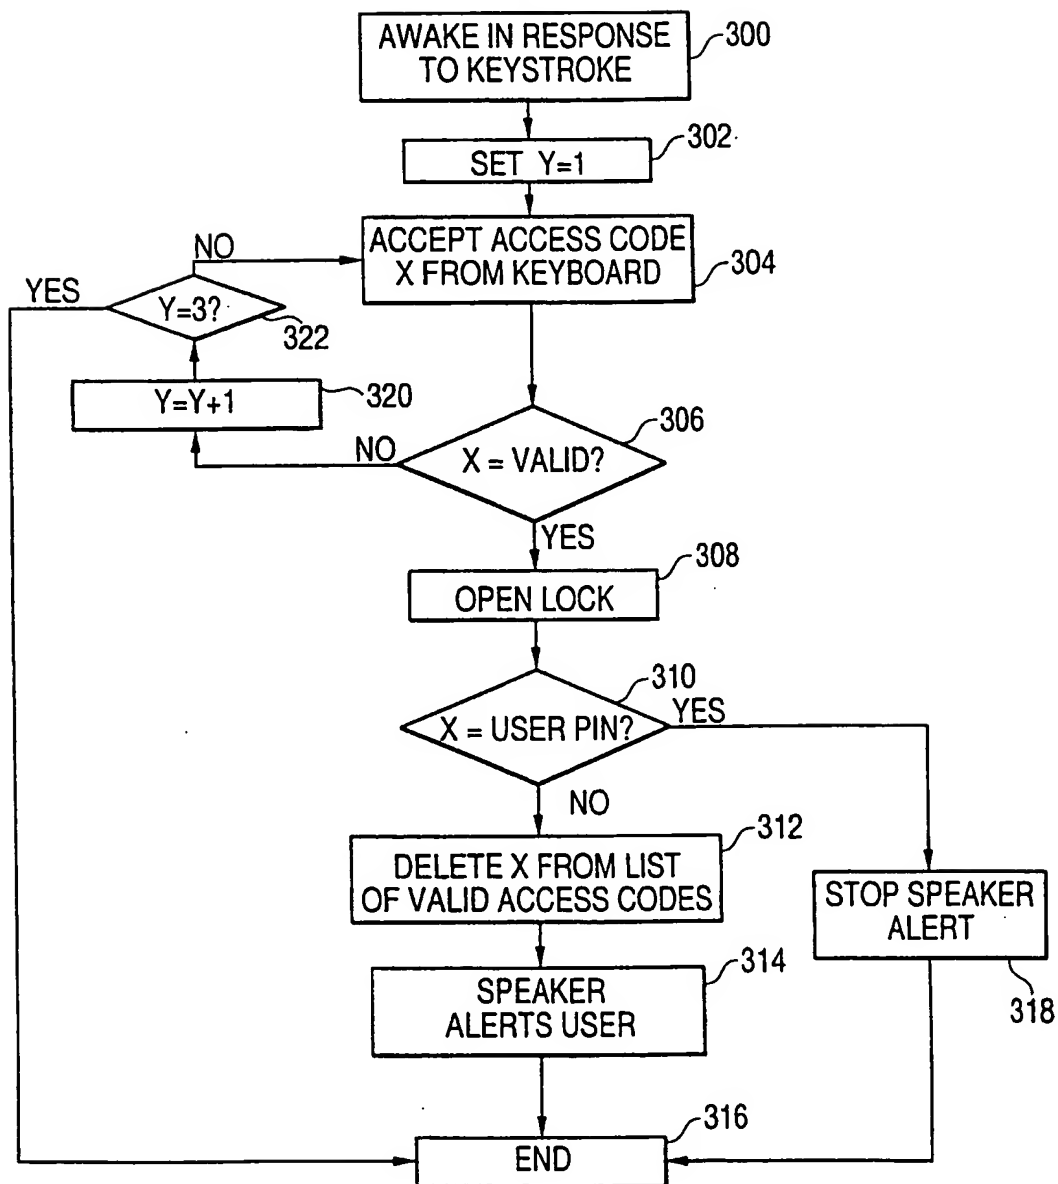 AWAKE IN RESPONSE
TO KEYSTROKE
300
SET Y=1
302
ACCEPT ACCESS CODE
X FROM KEYBOARD
304
NO
YES
Y=3?
322
Y=Y+1
320
NO
X = VALID?
306
YES
OPEN LOCK
308
X = USER PIN?
310
YES
NO
DELETE X FROM LIST
OF VALID ACCESS CODES
312
STOP SPEAKER
ALERT
318
SPEAKER
ALERTS USER
314
END
316